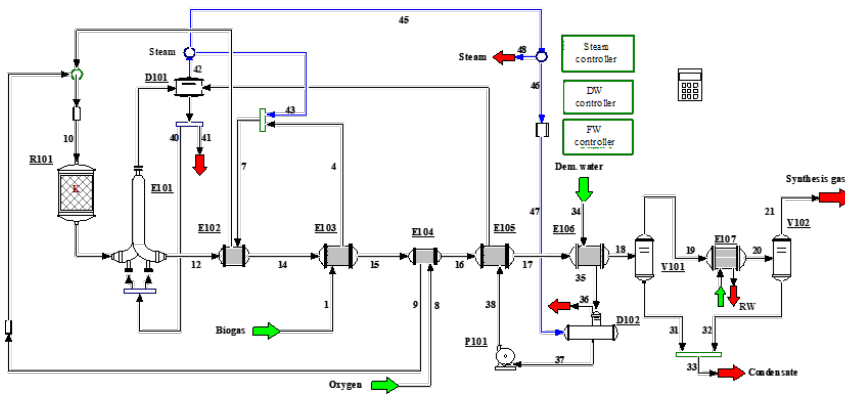 45
Steam
48
Steam
Steam
controller
D101
42
46
DW
controller
43
10
40
41
FW
controller
R101
K
7
4
Dem. water
Synthesis gas
E101
47
34
21
V102
E102
E103
E104
E105
E106
18
19
E107
20
12
14
15
16
17
V101
35
1
9
8
38
36
RW
Biogas
D102
P101
31
32
37
33
Condensate
Oxygen